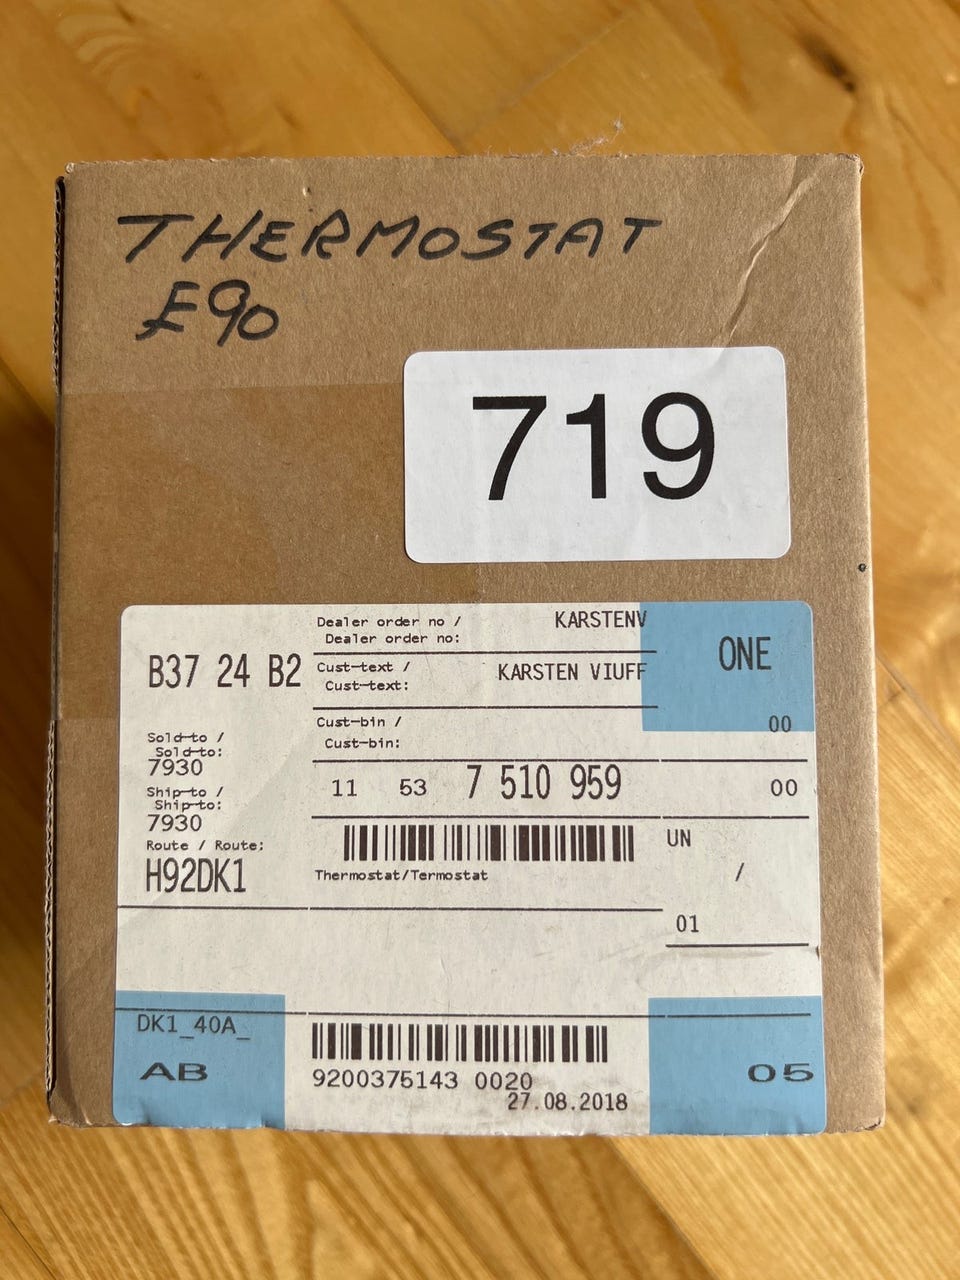 THERMOSTAT
E90
719
Dealer order no / KARSTENV
Dealer order no:
ONE
B37 24 B2
Cust-text / KARSTEN VIUFF
Cust-text:
00
Cust-bin /
Cust-bin:
Sold-to /
Sold-to:
7930
11 53 7 510 959 00
Ship-to /
Ship-to:
7930
Route / Route:
H92DK1
UN
Thermostat/Termostat
/
01
DK1_40A_
AB
9200375143 0020
27.08.2018
05